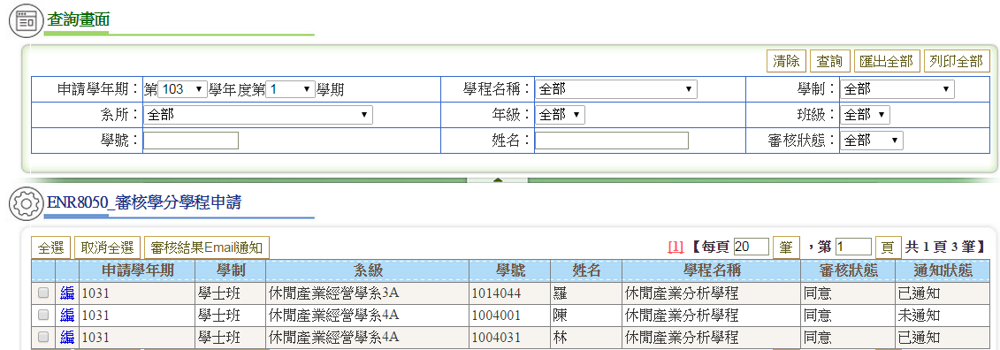 查詢畫面
清除 查詢 匯出全部 列印全部
申請學年期：第 103 學年度第 1 學期 學程名稱： 全部 學制： 全部
系所： 全部 年級： 全部 班級： 全部
學號： 姓名： 審核狀態： 全部
ENR8050_審核學分學程申請
全選 取消全選 審核結果Email通知 [1]【每頁 20 筆 ，第 1 頁 共 1 頁 3 筆】
申請學年期 學制 系級 學號 姓名 學程名稱 審核狀態 通知狀態
編 1031 學士班 休閒產業經營學系3A 1014044 羅 休閒產業分析學程 同意 已通知
編 1031 學士班 休閒產業經營學系4A 1004001 陳 休閒產業分析學程 同意 未通知
編 1031 學士班 休閒產業經營學系4A 1004031 林 休閒產業分析學程 同意 已通知